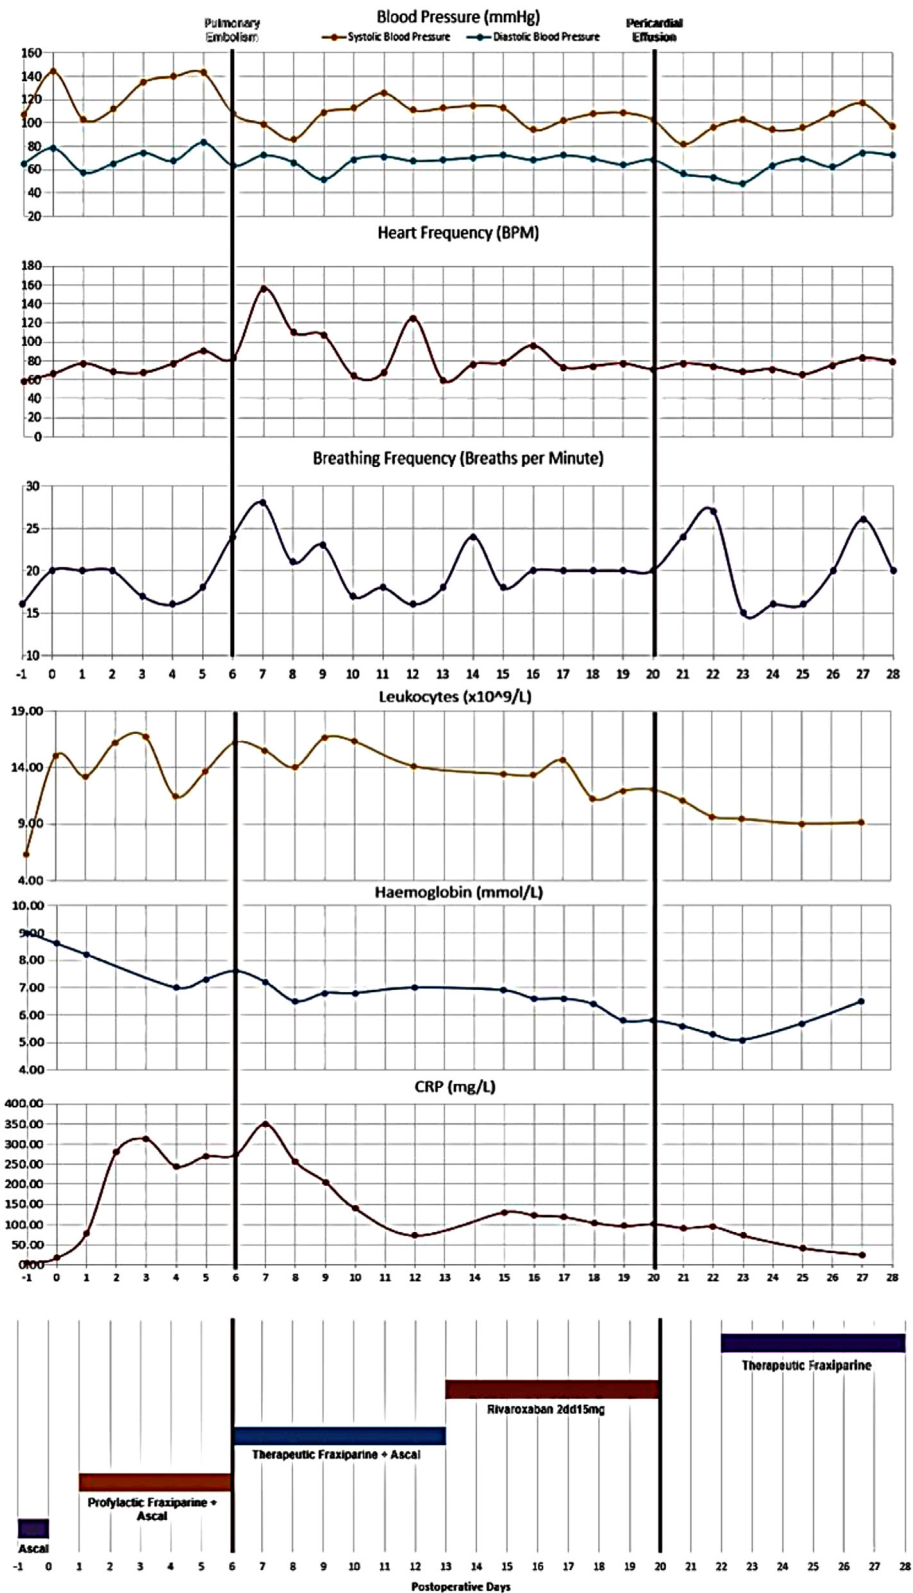 Blood Pressure (mmHg)
Pulmonary
Embolism
Systolic Blood Pressure
Diastolic Blood Pressure
Pericardial
Effusion
160
140
120
100
80
60
40
20
Heart Frequency (BPM)
180
160
140
120
100
80
60
40
20
0
Breathing Frequency (Breaths per Minute)
30
25
20
15
10
-1 0 1 2 3 4 5 6 7 8 9 10 11 12 13 14 15 16 17 18 19 20 21 22 23 24 25 26 27 28
Leukocytes (x10^9/L)
19.00
14.00
9.00
4.00
Haemoglobin (mmol/L)
10.00
9.00
8.00
7.00
6.00
5.00
4.00
CRP (mg/L)
400.00
350.00
300.00
250.00
200.00
150.00
100.00
50.00
0.00
-1 0 1 2 3 4 5 6 7 8 9 10 11 12 13 14 15 16 17 18 19 20 21 22 23 24 25 26 27 28
Therapeutic Fraxiparine
Rivaroxaban 2dd15mg
Therapeutic Fraxiparine + Ascal
Profylactic Fraxiparine +
Ascal
Ascal
-1 0 1 2 3 4 5 6 7 8 9 10 11 12 13 14 15 16 17 18 19 20 21 22 23 24 25 26 27 28
Postoperative Days